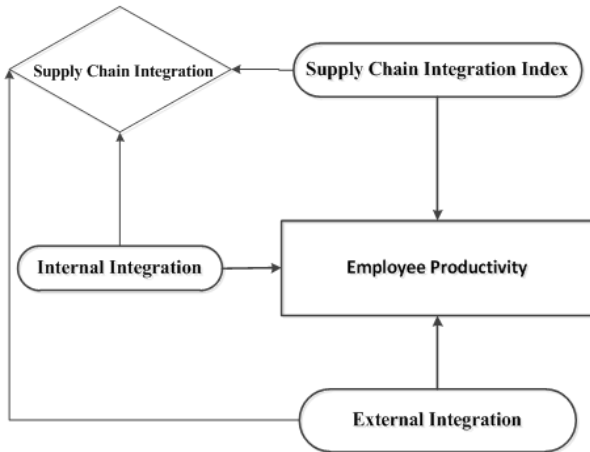 Supply Chain Integration
Supply Chain Integration Index
Internal Integration
Employee Productivity
External Integration